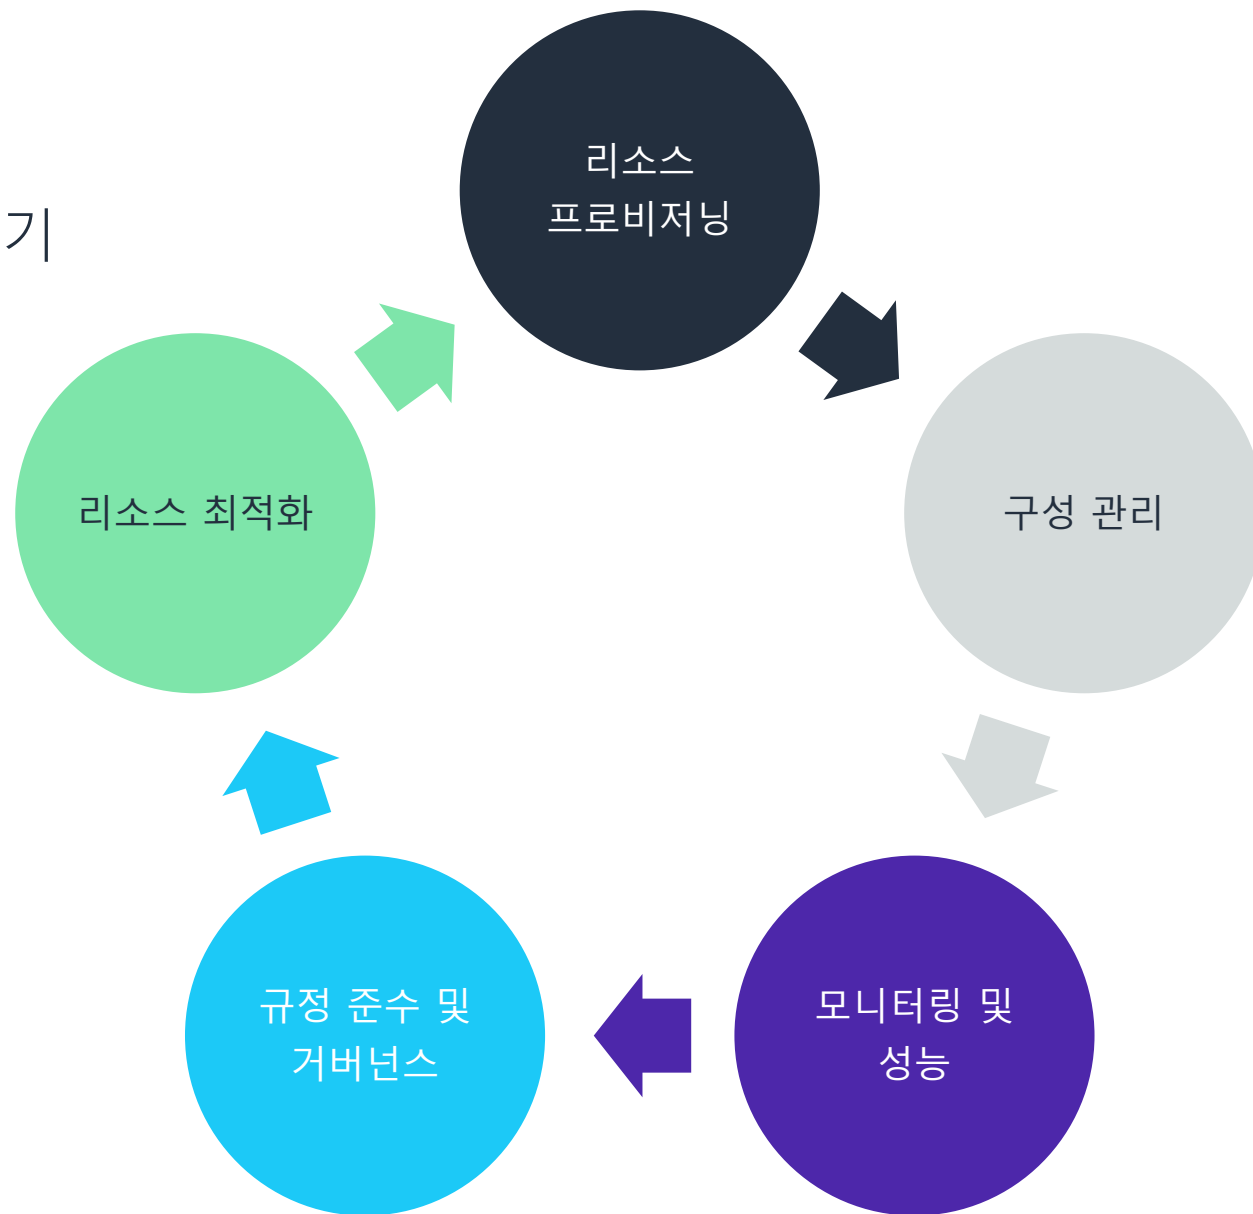 리소스
프로비저닝
기
리소스 최적화
구성 관리
규정 준수 및
거버넌스
모니터링 및
성능